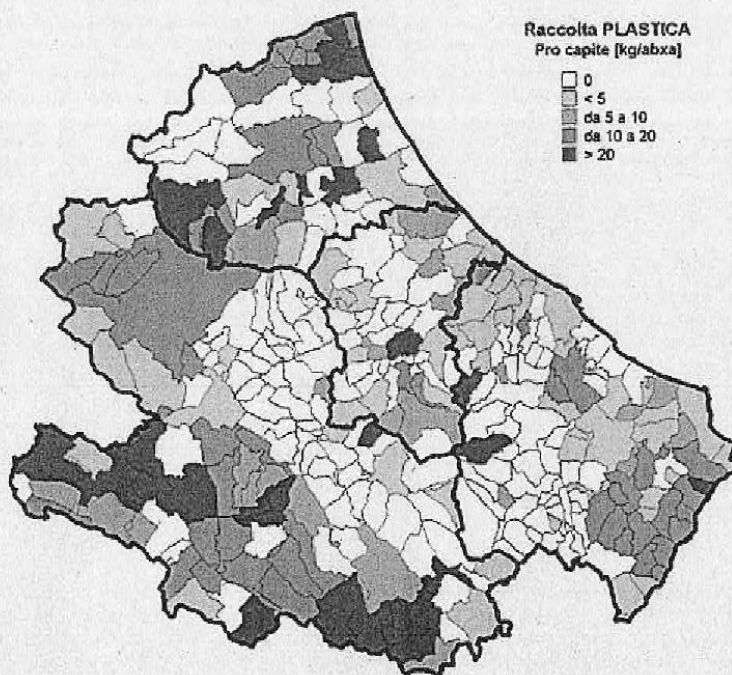 Raccolta PLASTICA
Pro capite [kg/abxa]
0
< 5
da 5 a 10
da 10 a 20
> 20